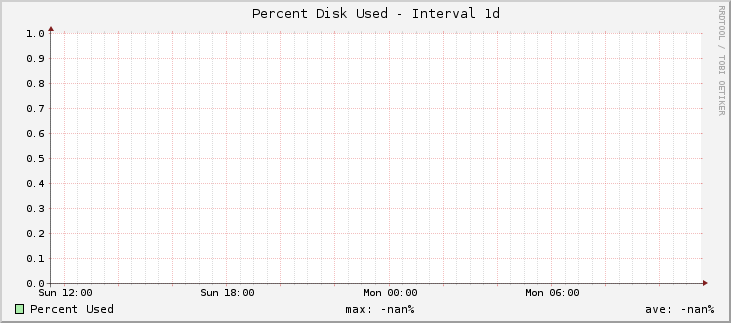 Percent Disk Used - Interval 1d
RRDTOOL / TOBI OETIKER
1.0
0.9
0.8
0.7
0.6
0.5
0.4
0.3
0.2
0.1
0.0
Sun 12:00 Sun 18:00 Mon 00:00 Mon 06:00
Percent Used max: -nan% ave: -nan%